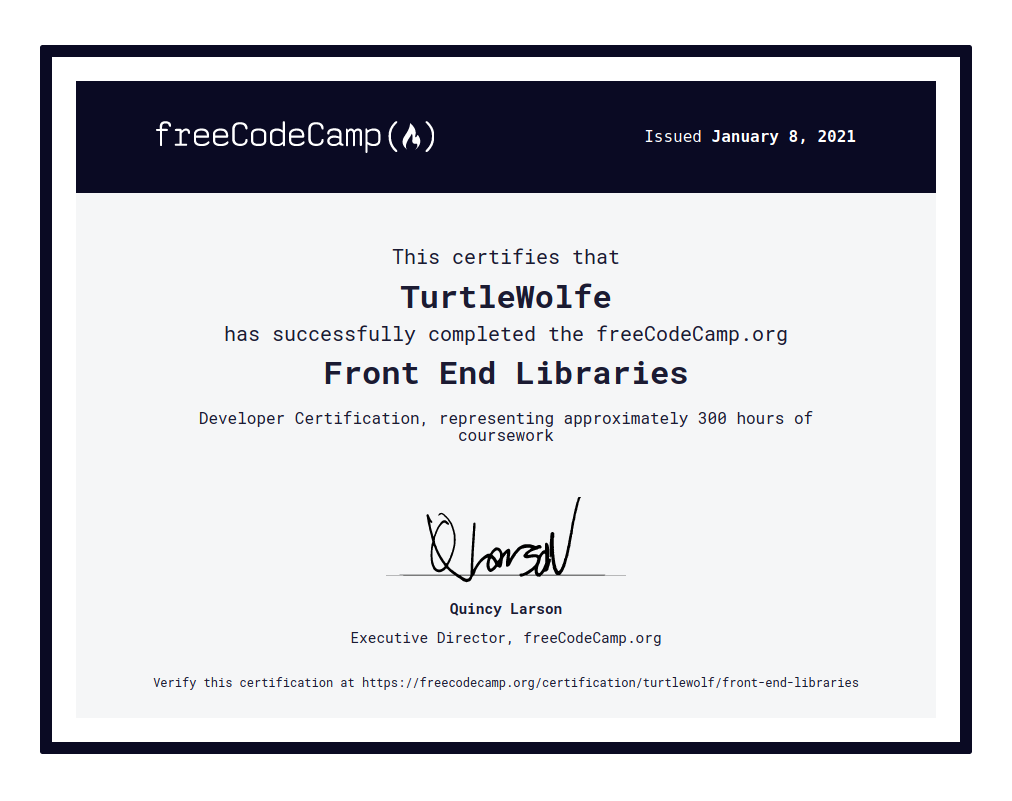 freeCodeCamp(🔥)
Issued January 8, 2021
This certifies that
TurtleWolfe
has successfully completed the freeCodeCamp.org
Front End Libraries
Developer Certification, representing approximately 300 hours of
coursework
Q Larson
Quincy Larson
Executive Director, freeCodeCamp.org
Verify this certification at https://freecodecamp.org/certification/turtlewolf/front-end-libraries